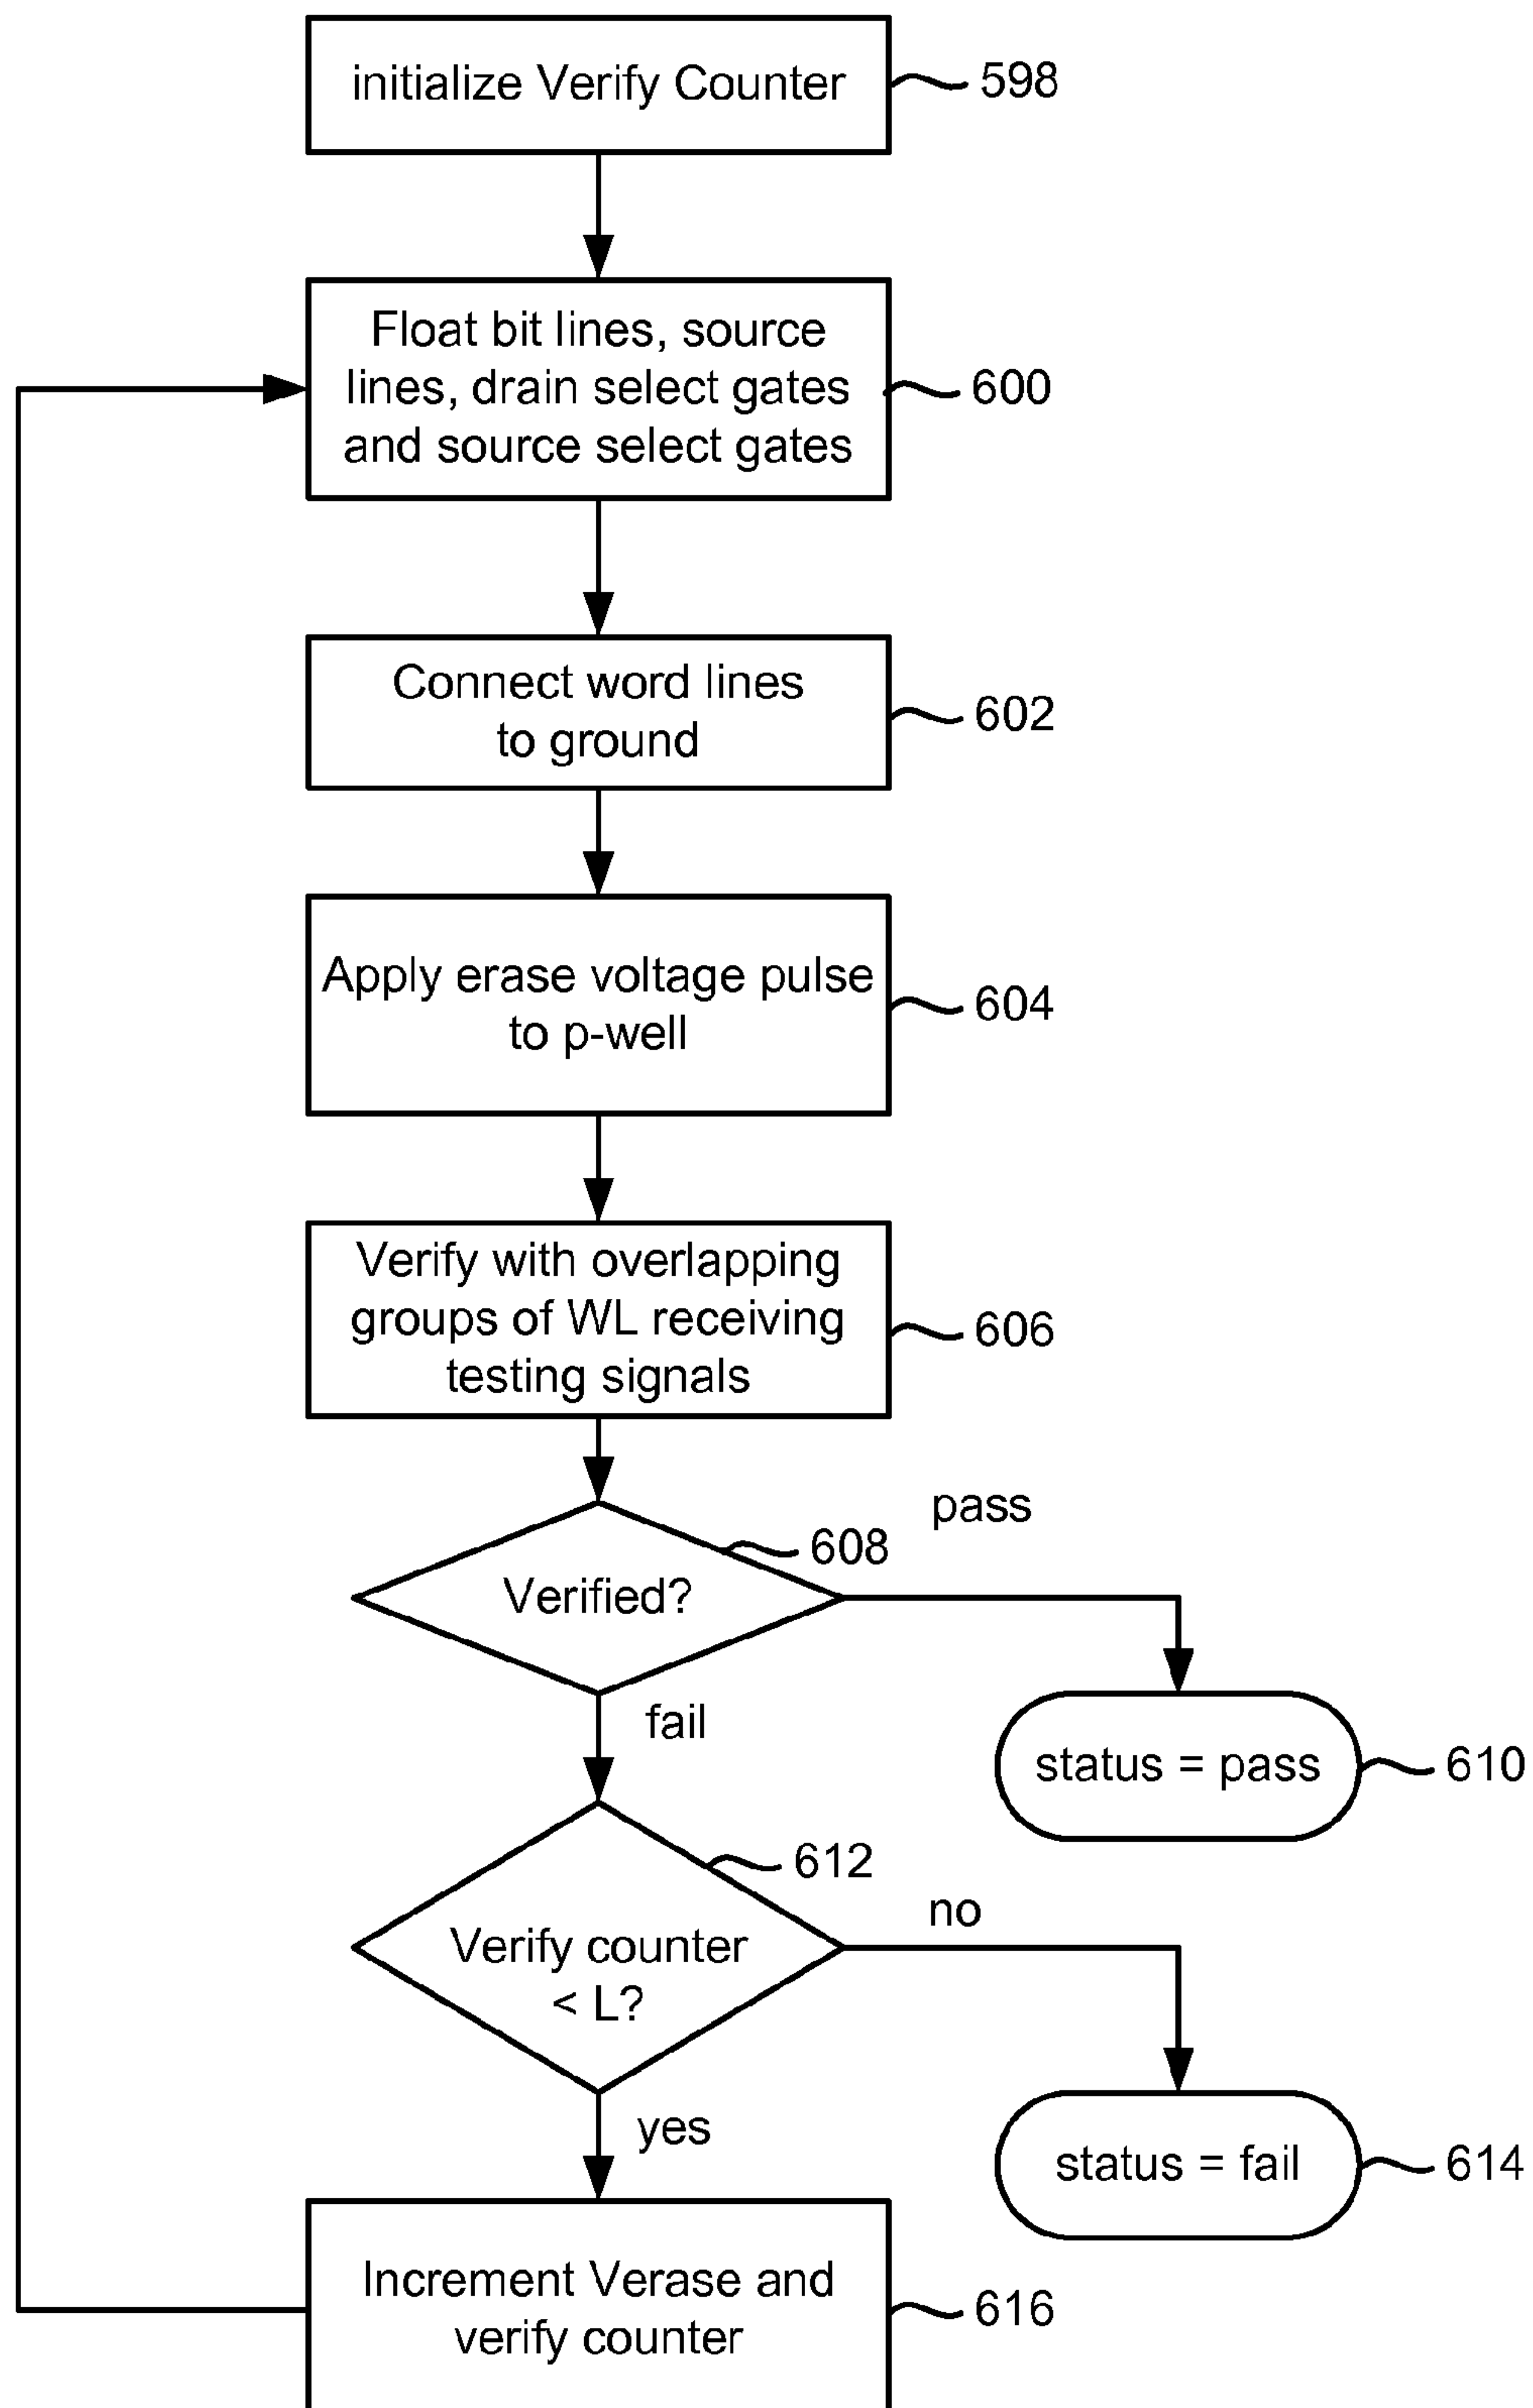 initialize Verify Counter
598
Float bit lines, source
lines, drain select gates
and source select gates
600
Connect word lines
to ground
602
Apply erase voltage pulse
to p-well
604
Verify with overlapping
groups of WL receiving
testing signals
606
pass
608
Verified?
fail
status = pass
610
612
no
Verify counter
< L?
yes
status = fail
614
Increment Verase and
verify counter
616